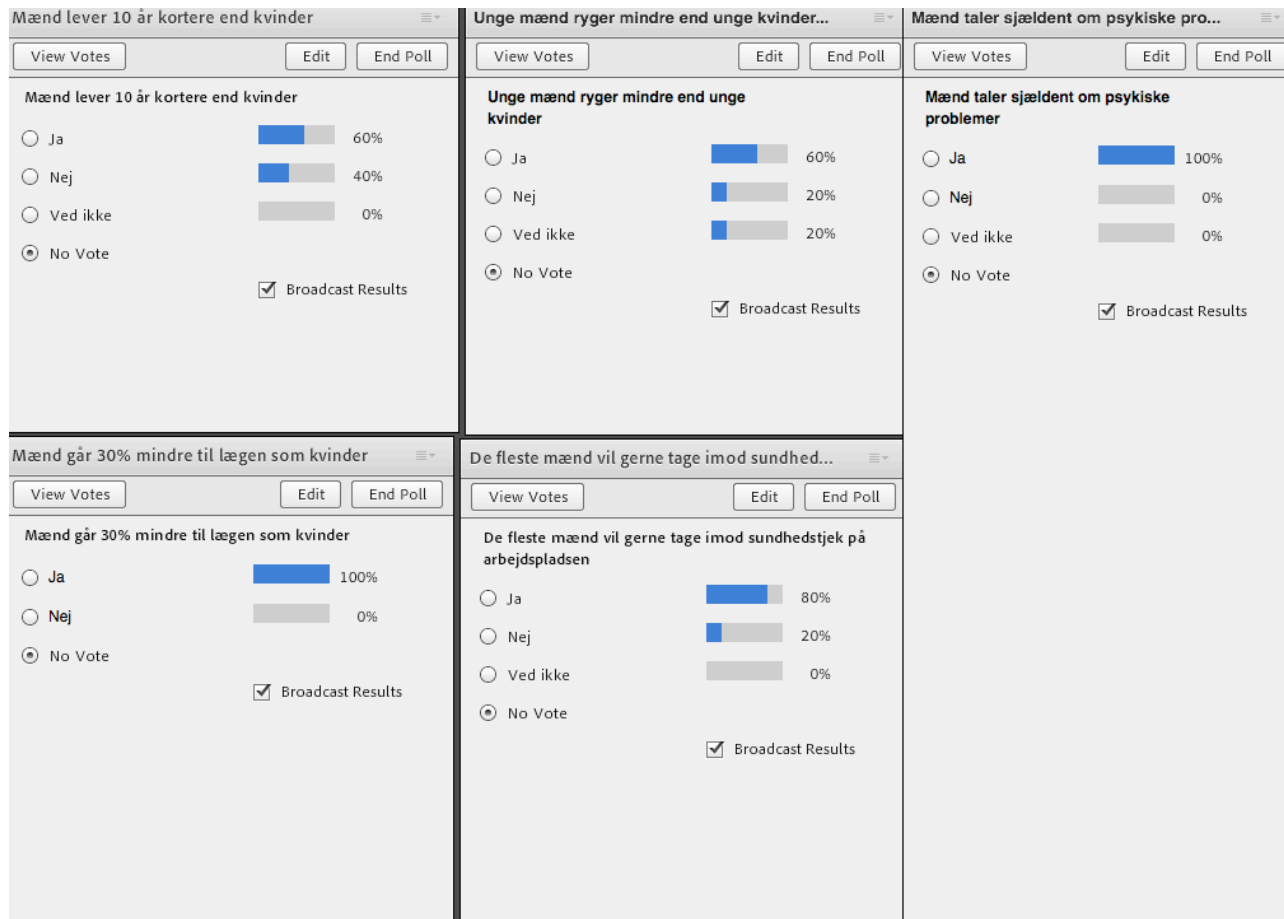 Mænd lever 10 år kortere end kvinder
View Votes
Edit
End Poll
Mænd lever 10 år kortere end kvinder
Ja 60%
Nej 40%
Ved ikke 0%
No Vote
Broadcast Results
Unge mænd ryger mindre end unge kvinder...
View Votes
Edit
End Poll
Unge mænd ryger mindre end unge
kvinder
Ja 60%
Nej 20%
Ved ikke 20%
No Vote
Broadcast Results
Mænd taler sjældent om psykiske pro...
View Votes
Edit
End Poll
Mænd taler sjældent om psykiske
problemer
Ja 100%
Nej 0%
Ved ikke 0%
No Vote
Broadcast Results
Mænd går 30% mindre til lægen som kvinder
View Votes
Edit
End Poll
Mænd går 30% mindre til lægen som kvinder
Ja 100%
Nej 0%
No Vote
Broadcast Results
De fleste mænd vil gerne tage imod sundhed...
View Votes
Edit
End Poll
De fleste mænd vil gerne tage imod sundhedstjek på
arbejdspladsen
Ja 80%
Nej 20%
Ved ikke 0%
No Vote
Broadcast Results